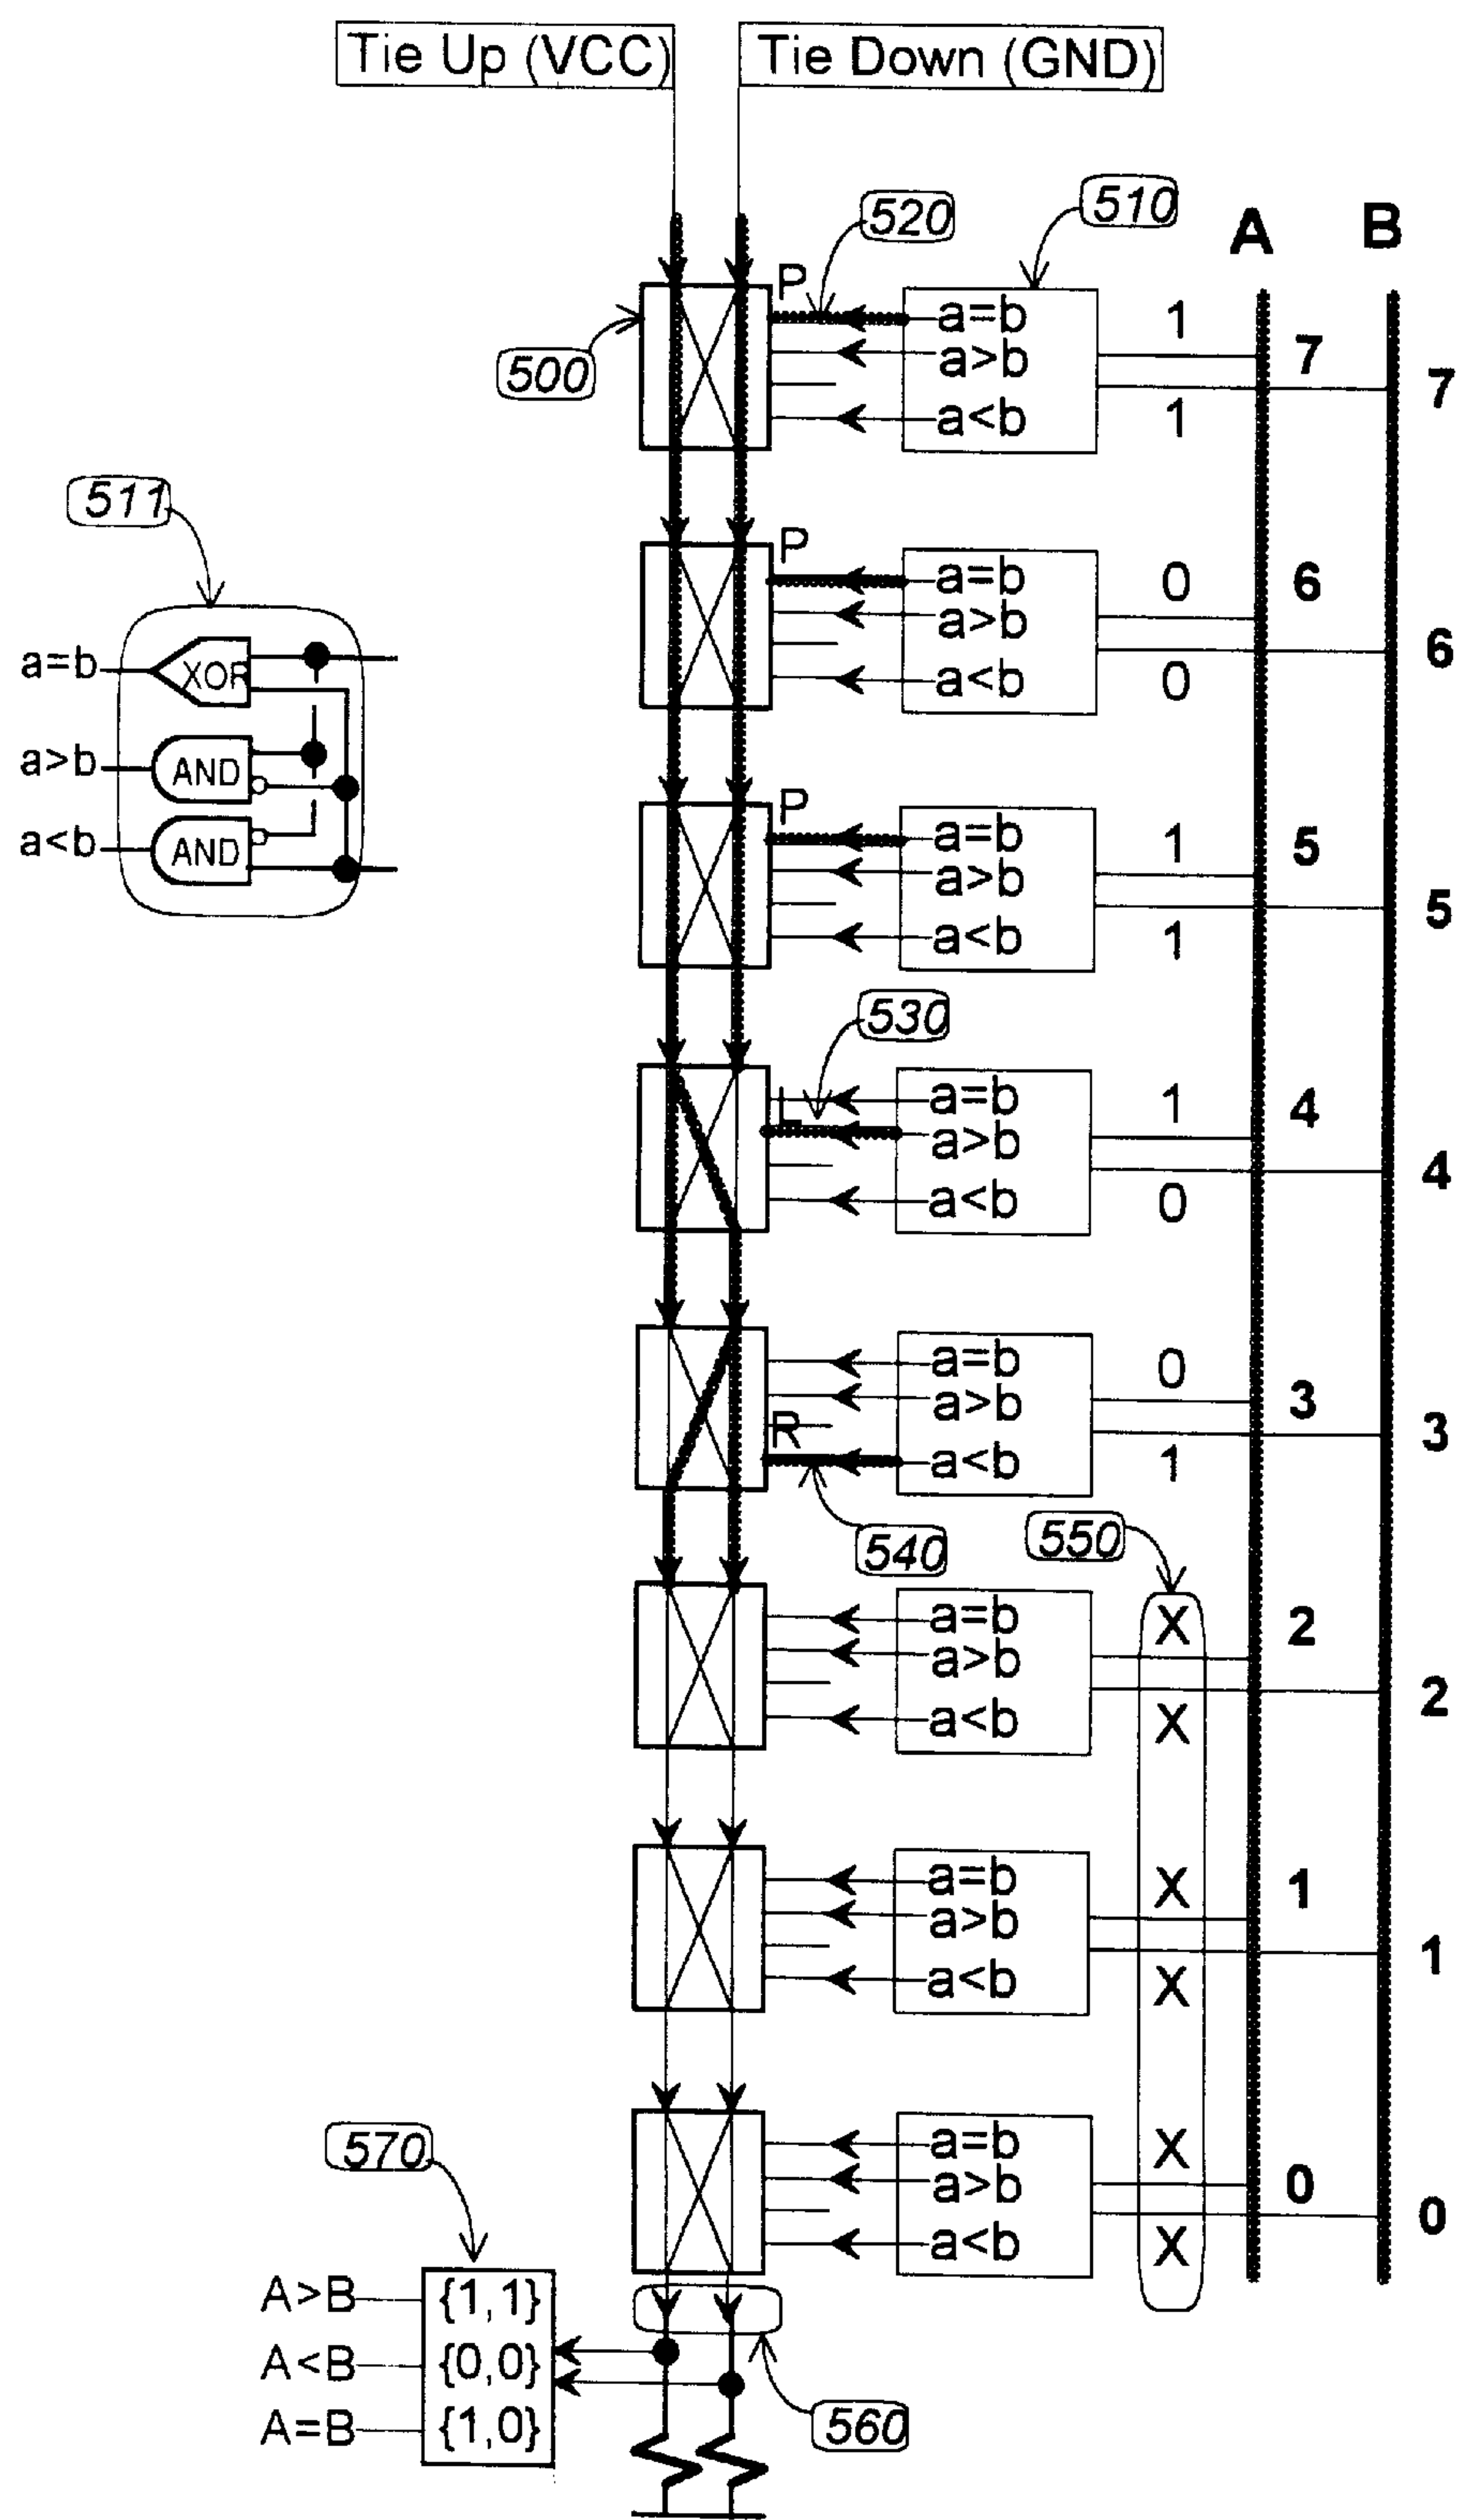 Tie Up (VCC)
Tie Down (GND)
520
510
A
B
500
P
a=b
a>b
a<b
1
1
7
7
511
a=b
XOR
a>b
AND
a<b
AND
P
a=b
a>b
a<b
0
0
6
6
P
a=b
a>b
a<b
1
1
5
5
530
L
a=b
a>b
a<b
1
0
4
4
R
a=b
a>b
a<b
0
1
3
3
540
550
a=b
a>b
a<b
X
X
2
2
a=b
a>b
a<b
X
X
1
1
a=b
a>b
a<b
X
X
0
0
570
A>B {1,1}
A<B {0,0}
A=B {1,0}
560